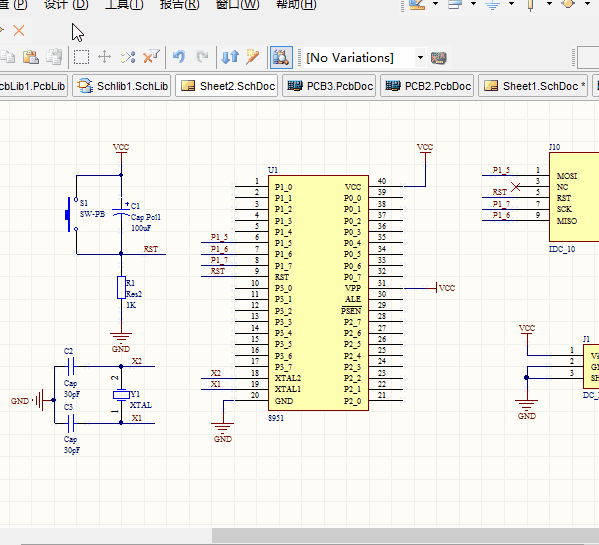 置 (P) 设计 (D) 工具(T) 报告(R) 窗口(W) 帮助(H)
[No Variations]
cbLib1.PcbLib Schlib1.SchLib Sheet2.SchDoc PCB3.PcbDoc PCB2.PcbDoc Sheet1.SchDoc *
VCC
S1
SW-PB
C1
Cap Pol1
100uF
RST
R1
Res2
1K
GND
C2
Cap
30pF
X2
2
Y1
XTAL
1
X1
GND
C3
Cap
30pF
U1
1 P1_0 VCC 40
2 P1_1 P0_0 39
3 P1_2 P0_1 38
4 P1_3 P0_2 37
5 P1_4 P0_3 36
P1_5 6 P1_5 P0_4 35
P1_6 7 P1_6 P0_5 34
P1_7 8 P1_7 P0_6 33
RST 9 RST P0_7 32
10 P3_0 VPP 31 VCC
11 P3_1 ALE 30
12 P3_2 PSEN 29
13 P3_3 P2_7 28
14 P3_4 P2_6 27
15 P3_5 P2_5 26
16 P3_6 P2_4 25
17 P3_7 P2_3 24
X2 18 XTAL2 P2_2 23
X1 19 XTAL1 P2_1 22
20 GND P2_0 21
GND
8951
VCC
J10
P1_5 1 MOSI
3 NC
RST 5 RST
P1_7 7 SCK
P1_6 9 MISO
IDC_10
VCC
J1
1
2
3
GND